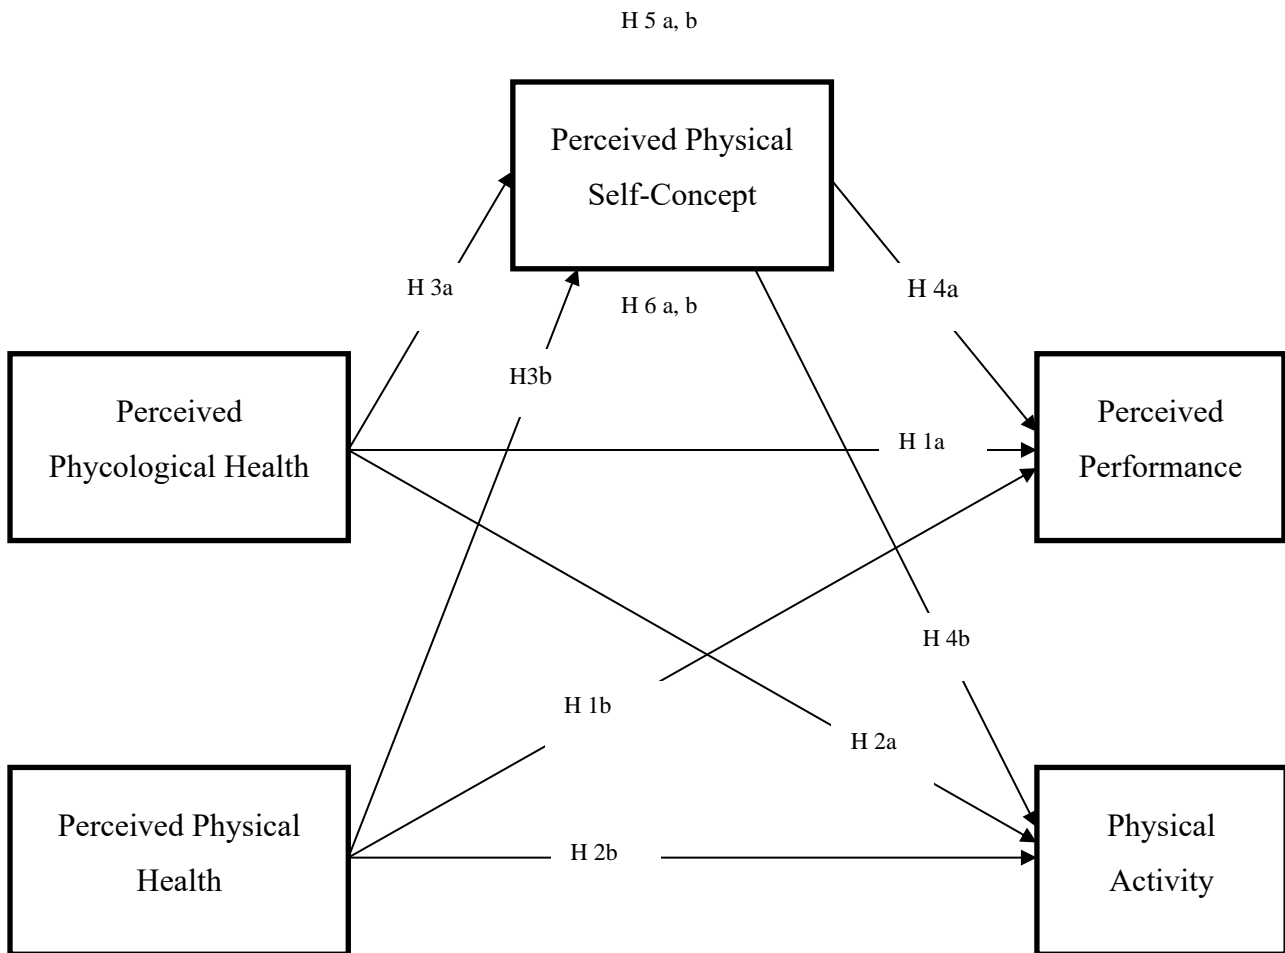 H 5 a, b
Perceived Physical
Self-Concept
H 3a
H 4a
H 6 a, b
H3b
Perceived
Phycological Health
H 1a
Perceived
Performance
H 4b
H 1b
H 2a
Perceived Physical
Health
H 2b
Physical
Activity